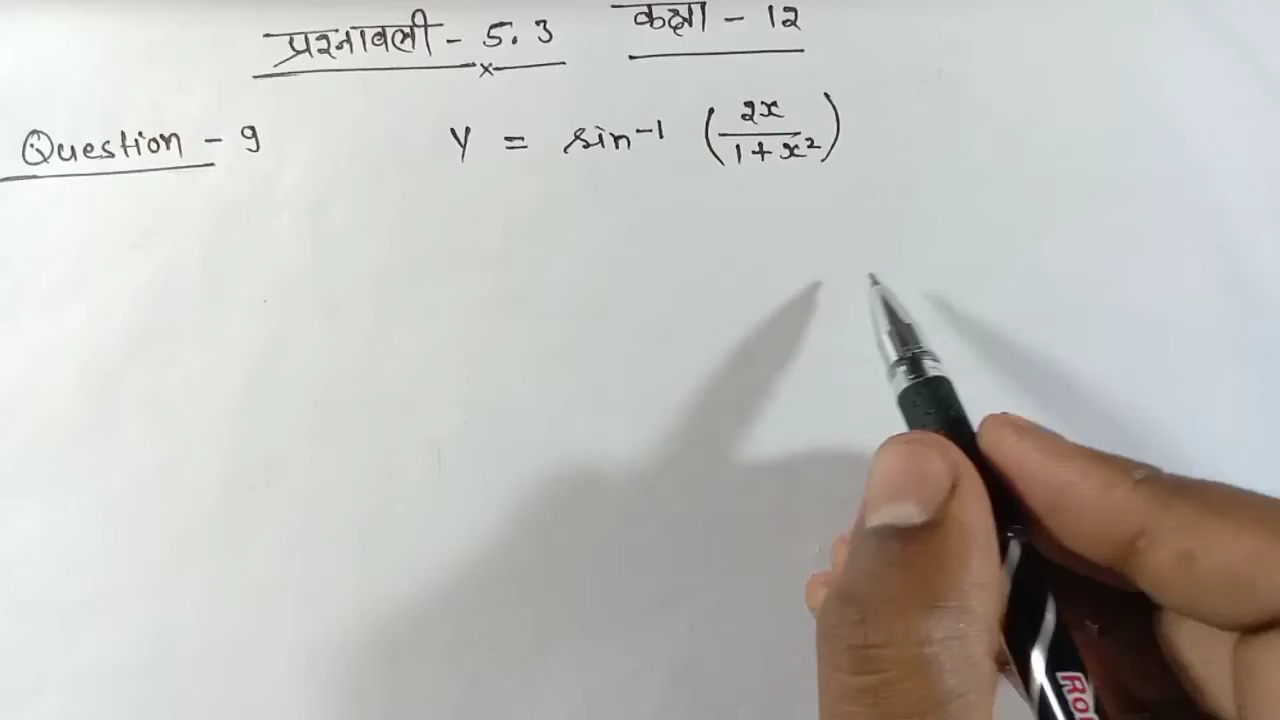 प्रश्नावली - 5.3 कक्षा - 12
Question - 9 y = sin⁻¹ (2x/1+x²)